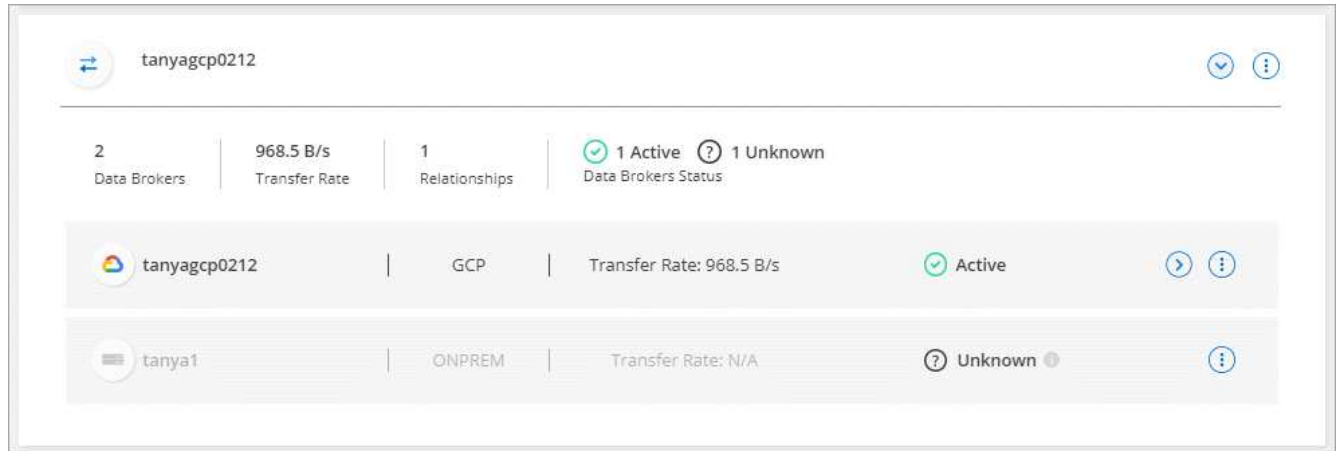 tanyagcp0212
2 968.5 B/s 1 1 Active 1 Unknown
Data Brokers Transfer Rate Relationships Data Brokers Status
tanyagcp0212 GCP Transfer Rate: 968.5 B/s Active
tanya1 ONPREM Transfer Rate: N/A Unknown